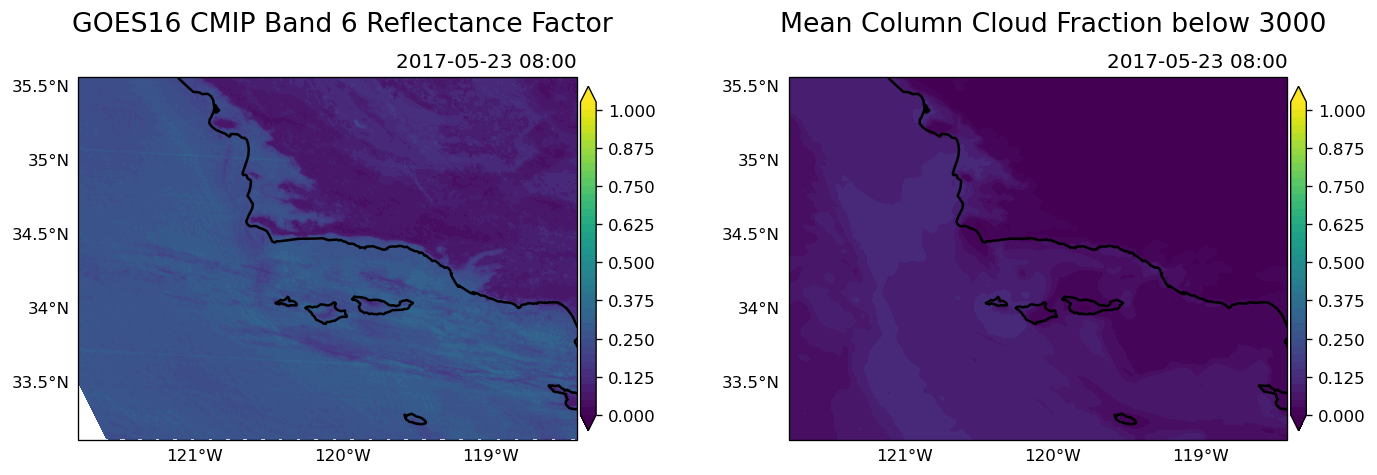 GOES16 CMIP Band 6 Reflectance Factor
2017-05-23 08:00
35.5°N
35°N
34.5°N
34°N
33.5°N
121°W
120°W
119°W
1.000
0.875
0.750
0.625
0.500
0.375
0.250
0.125
0.000
Mean Column Cloud Fraction below 3000
2017-05-23 08:00
35.5°N
35°N
34.5°N
34°N
33.5°N
121°W
120°W
119°W
1.000
0.875
0.750
0.625
0.500
0.375
0.250
0.125
0.000